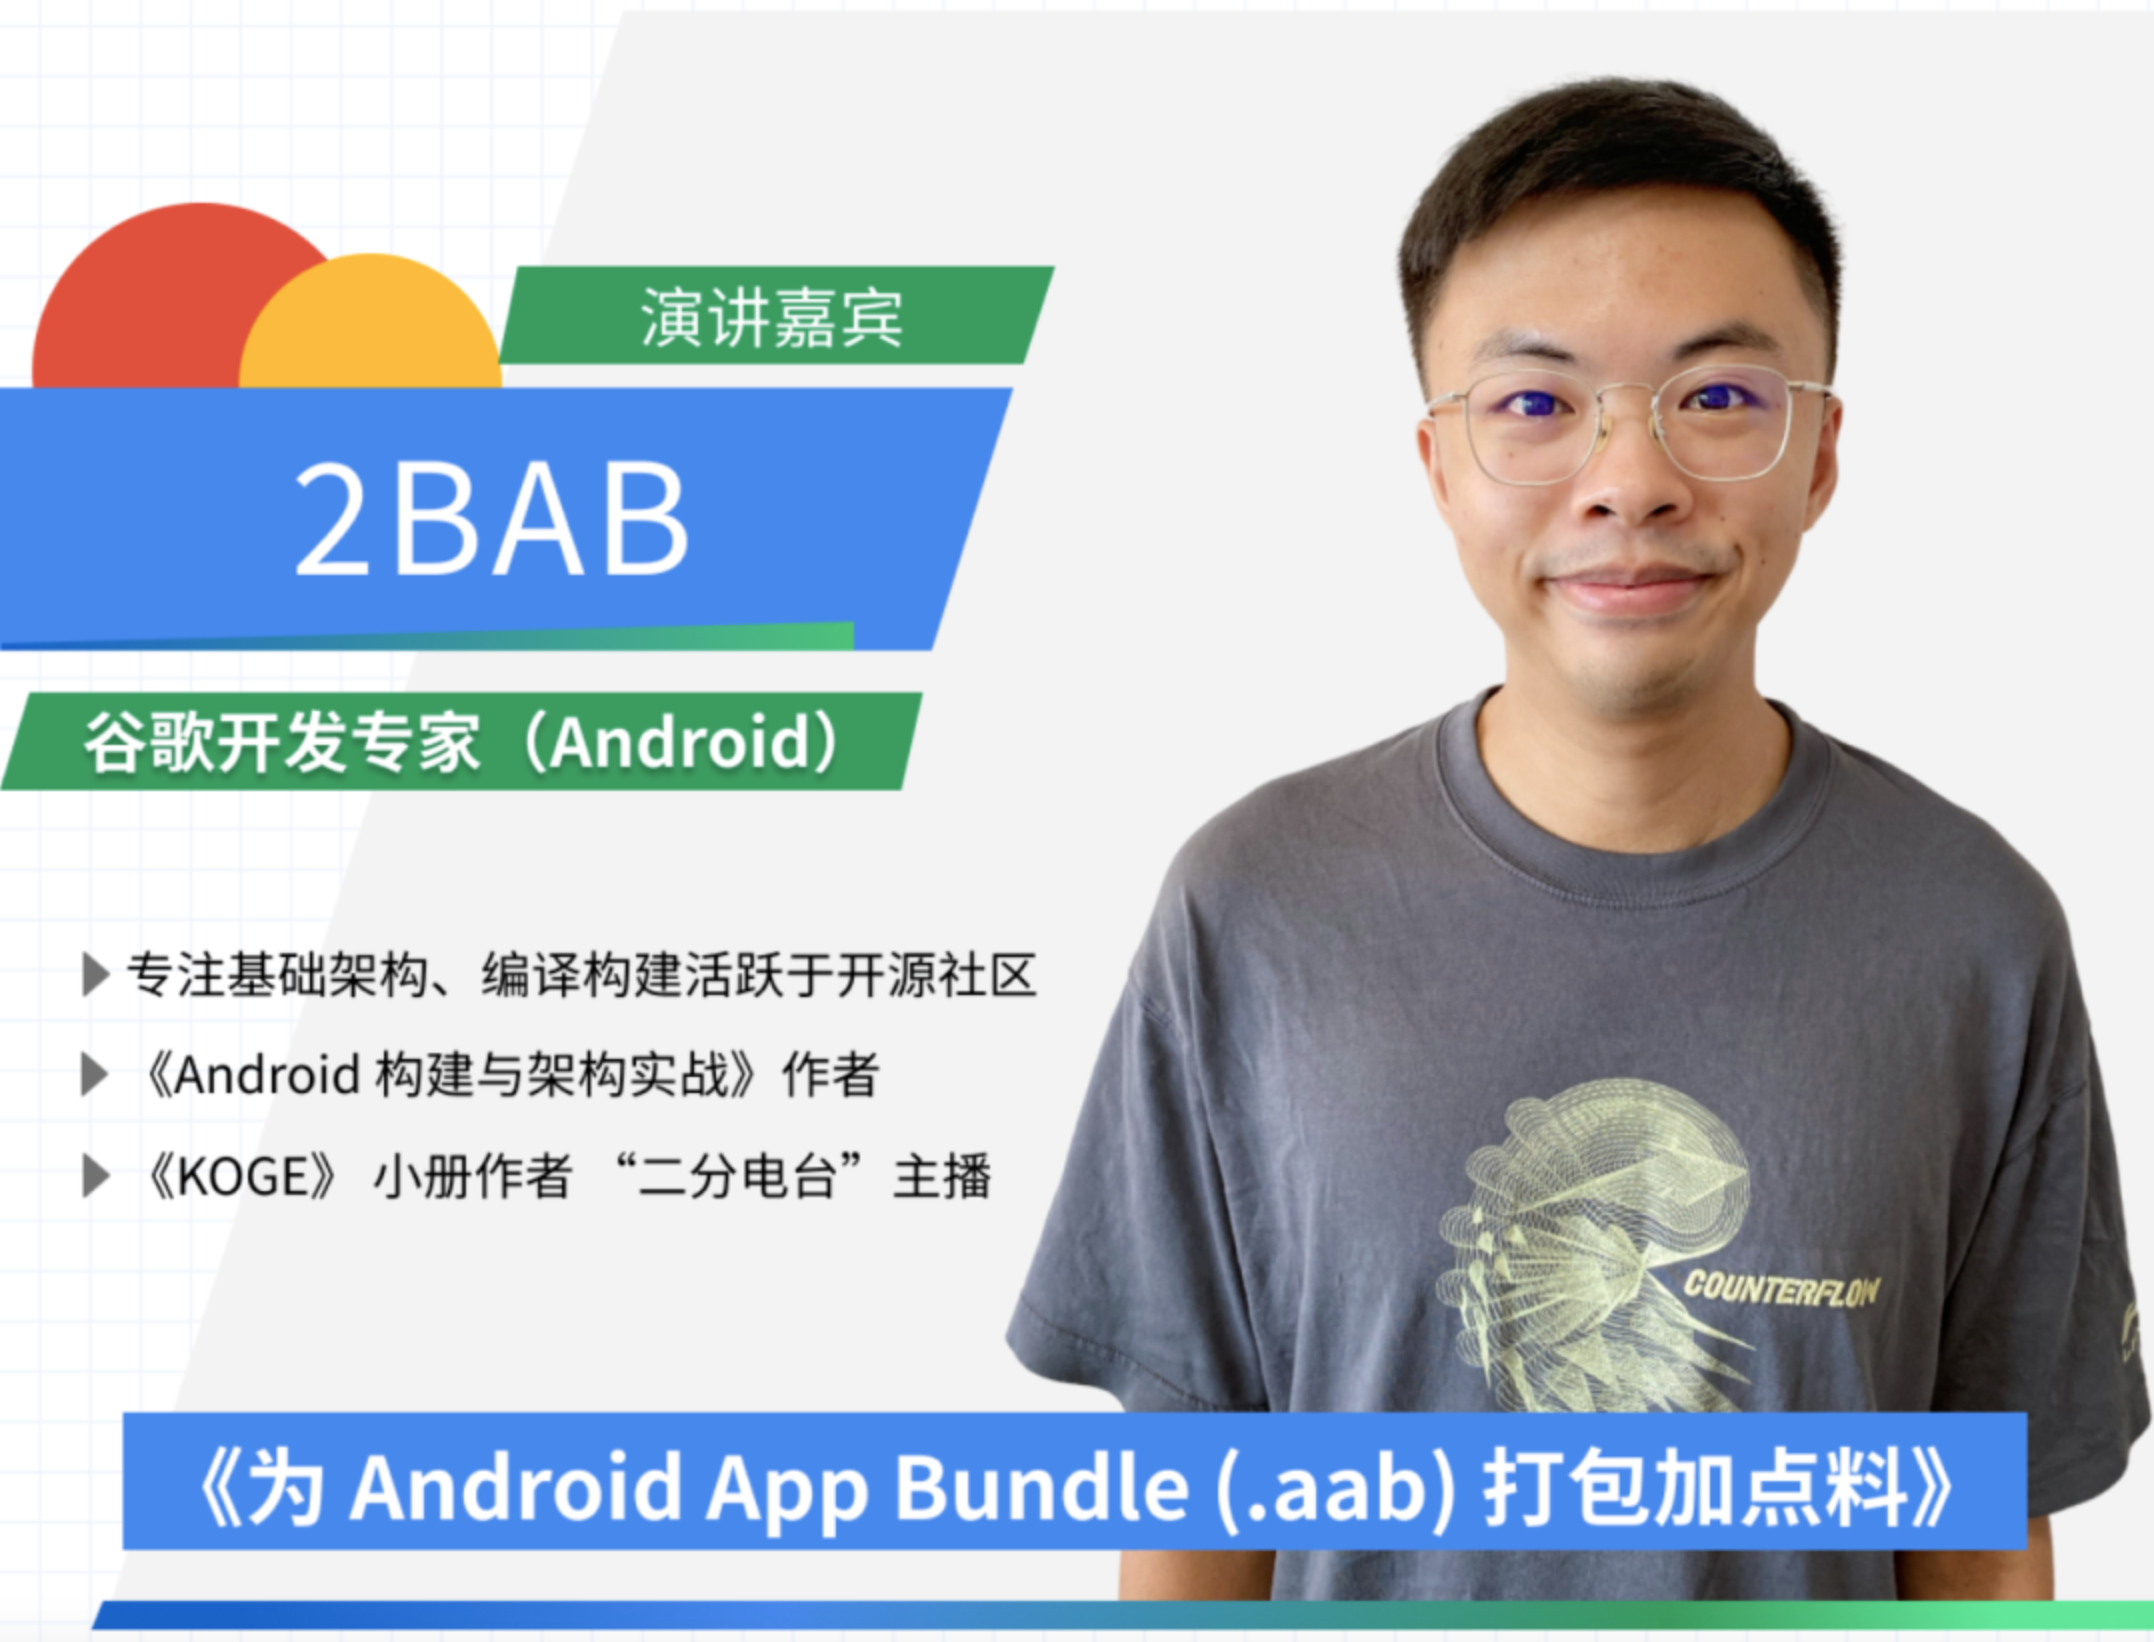 演讲嘉宾
2BAB
谷歌开发专家（Android）
专注基础架构、编译构建活跃于开源社区
《Android 构建与架构实战》作者
《KOGE》 小册作者 “二分电台”主播
COUNTERFLOW
《为 Android App Bundle (.aab) 打包加点料》